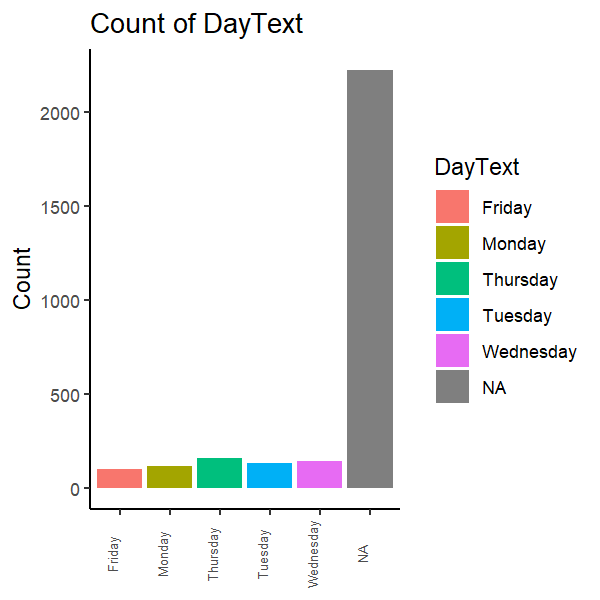 Count of DayText
Count
2000
1500
1000
500
0
Friday
Monday
Thursday
Tuesday
Wednesday
NA
DayText
Friday
Monday
Thursday
Tuesday
Wednesday
NA